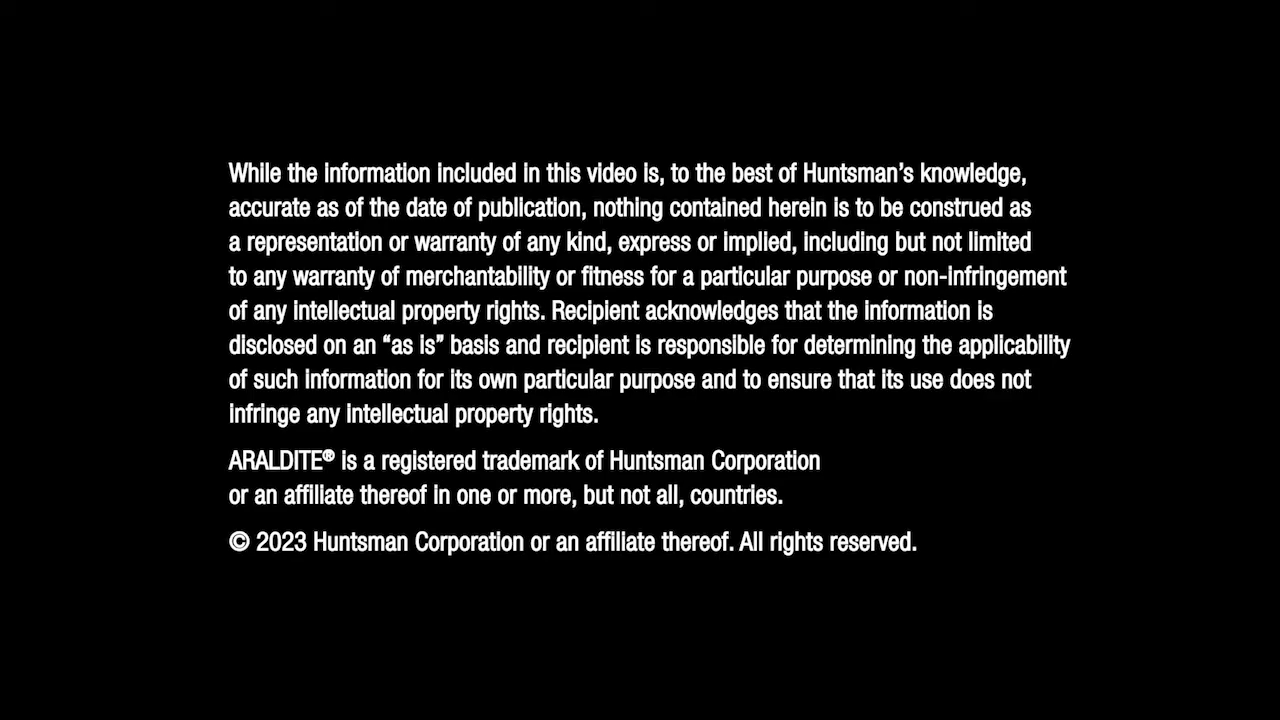 While the information included in this video is, to the best of Huntsman’s knowledge,
accurate as of the date of publication, nothing contained herein is to be construed as
a representation or warranty of any kind, express or implied, including but not limited
to any warranty of merchantability or fitness for a particular purpose or non-infringement
of any intellectual property rights. Recipient acknowledges that the information is
disclosed on an “as is” basis and recipient is responsible for determining the applicability
of such information for its own particular purpose and to ensure that its use does not
infringe any intellectual property rights.
ARALDITE® is a registered trademark of Huntsman Corporation
or an affiliate thereof in one or more, but not all, countries.
© 2023 Huntsman Corporation or an affiliate thereof. All rights reserved.